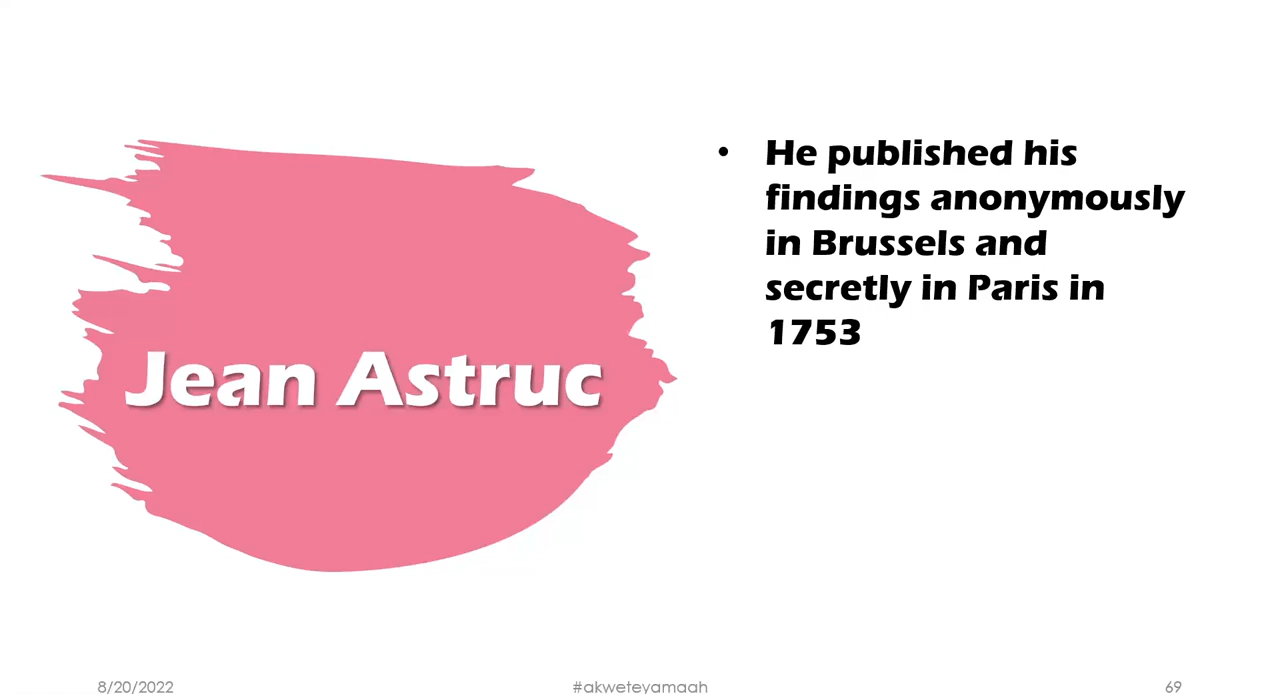 Jean Astruc
• He published his
findings anonymously
in Brussels and
secretly in Paris in
1753
8/20/2022
#akweteyamaah
69